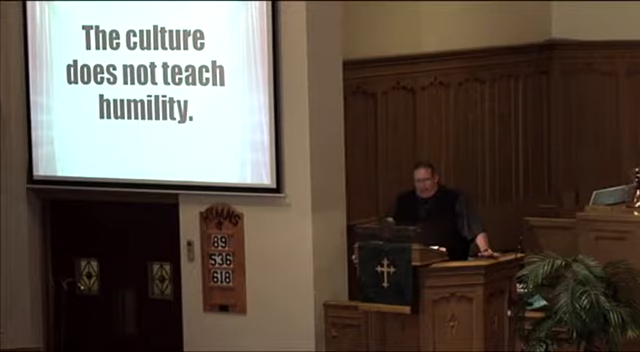 The culture
does not teach
humility.
HYMNS
89
536
618